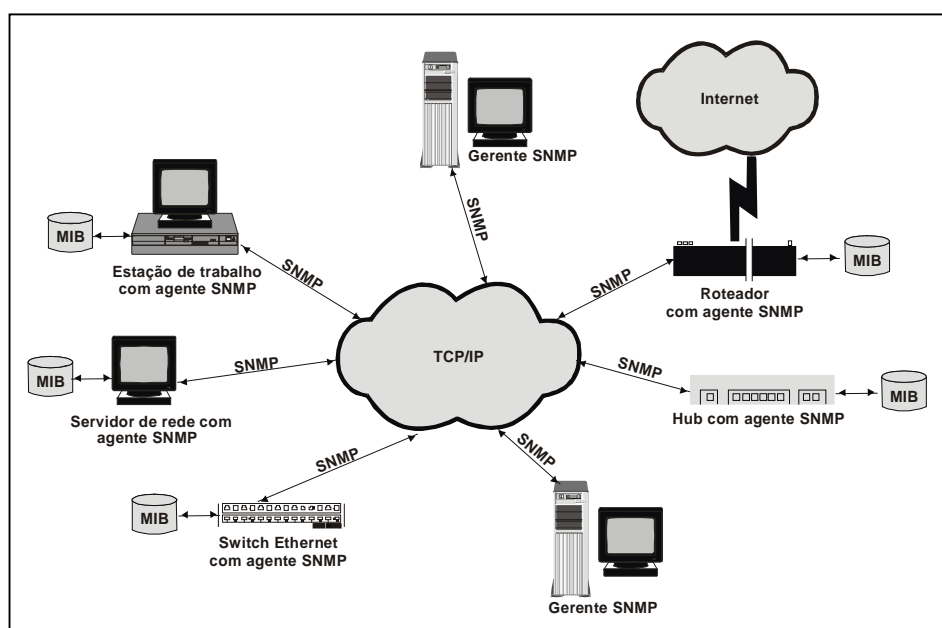 Internet
Gerente SNMP
SNMP
MIB
Estação de trabalho
com agente SNMP
SNMP
SNMP
MIB
Roteador
com agente SNMP
TCP/IP
MIB
SNMP
Servidor de rede com
agente SNMP
SNMP
MIB
Hub com agente SNMP
SNMP
SNMP
MIB
Switch Ethernet
com agente SNMP
Gerente SNMP